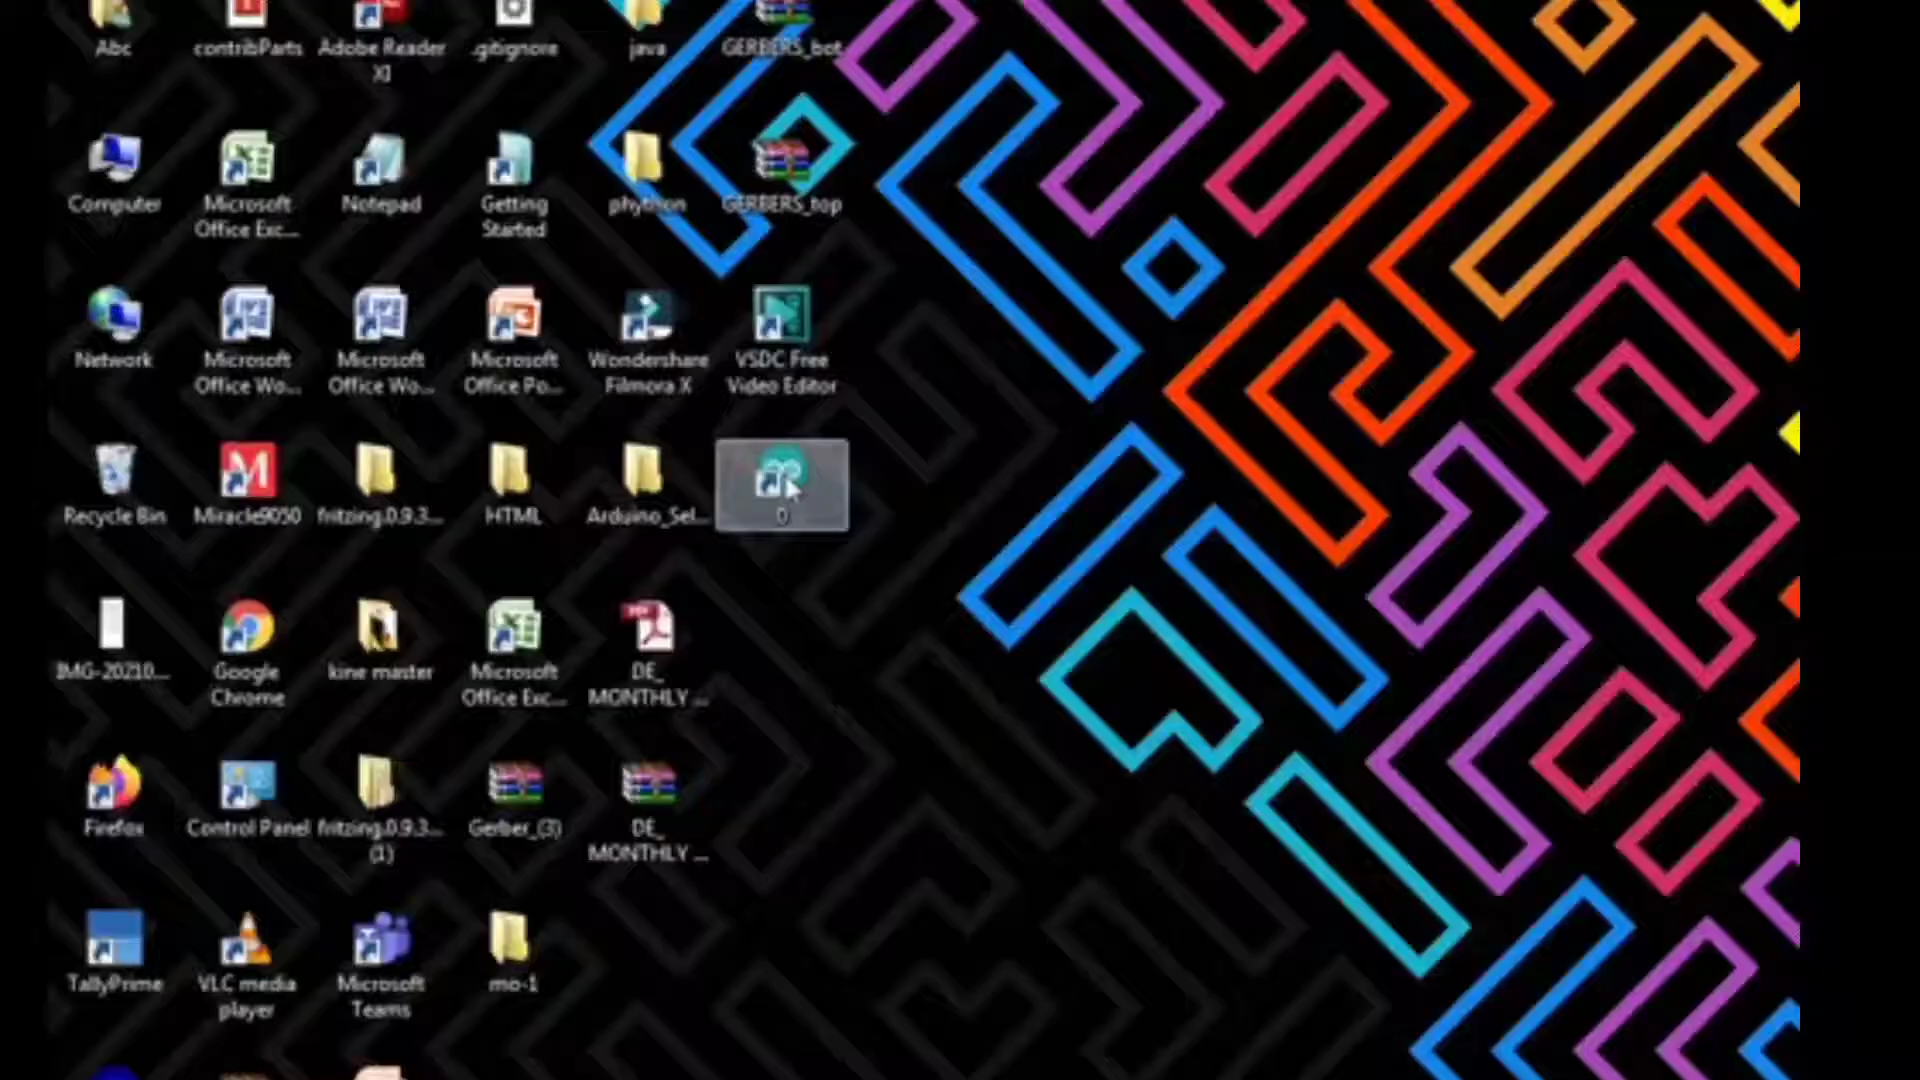 Abc
contribParts
Adobe Reader
XI
.gitignore
java
GERBERS_bot
Computer
Microsoft
Office Exc...
Notepad
Getting
Started
phython
GERBERS_top
Network
Microsoft
Office Wo...
Microsoft
Office Wo...
Microsoft
Office Po...
Wondershare
Filmora X
VSDC Free
Video Editor
Recycle Bin
Miracle9050
fritzing.0.9.3...
HTML
Arduino_Sel...
0
IMG-20210...
Google
Chrome
kine master
Microsoft
Office Exc...
DE_
MONTHLY ...
Firefox
Control Panel
fritzing.0.9.3...
(1)
Gerber_(3)
DE_
MONTHLY ...
TallyPrime
VLC media
player
Microsoft
Teams
mo-1